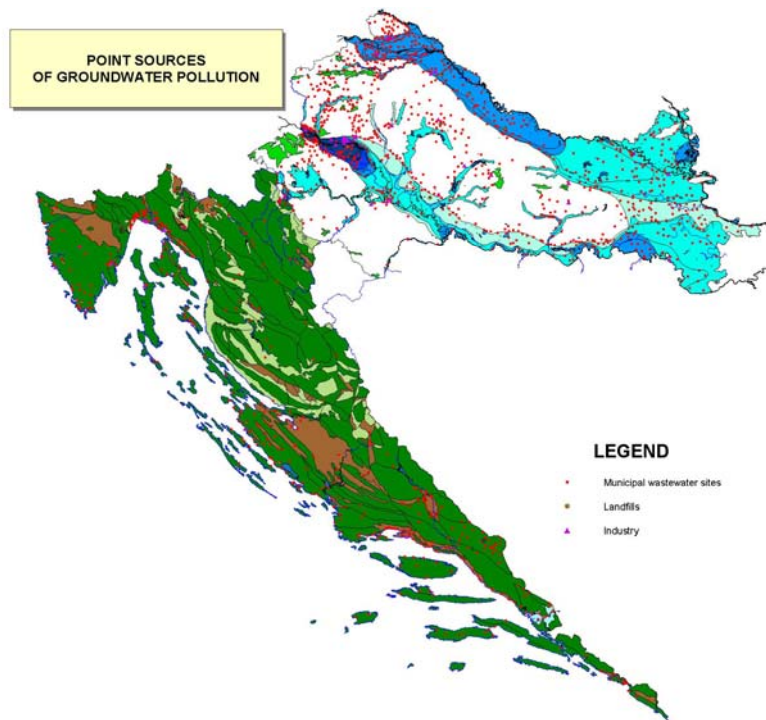 POINT SOURCES
OF GROUNDWATER POLLUTION
LEGEND
Municipal wastewater sites
Landfills
Industry